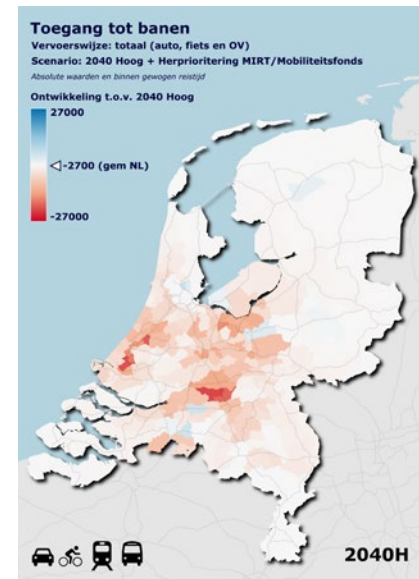 Toegang tot banen
Vervoerswijze: totaal (auto, fiets en OV)
Scenario: 2040 Hoog + Herprioritering MIRT/Mobiliteitsfonds
Absolute waarden en binnen gewogen reistijd
Ontwikkeling t.o.v. 2040 Hoog
27000
-2700 (gem NL)
-27000
2040H